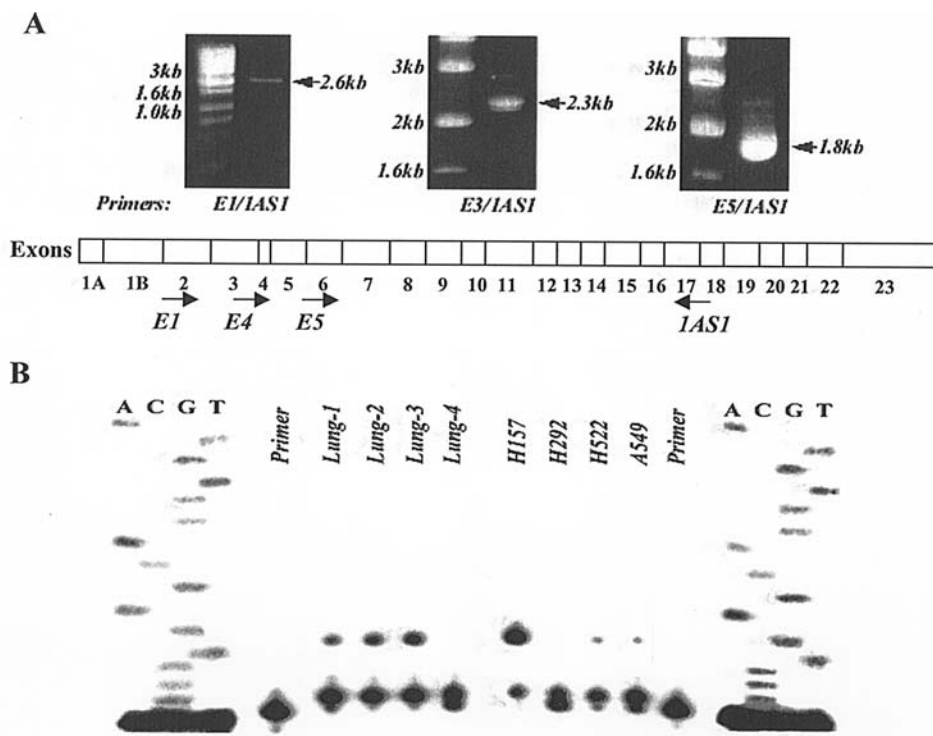 A
3kb
1.6kb
1.0kb
2.6kb
3kb
2kb
1.6kb
2.3kb
3kb
2kb
1.6kb
1.8kb
Primers: E1/1AS1 E3/1AS1 E5/1AS1
Exons
1A 1B 2 3 4 5 6 7 8 9 10 11 12 13 14 15 16 17 18 19 20 21 22 23
E1 E4 E5 1AS1
B
A C G T Primer Lung-1 Lung-2 Lung-3 Lung-4 H157 H292 H522 A549 Primer A C G T